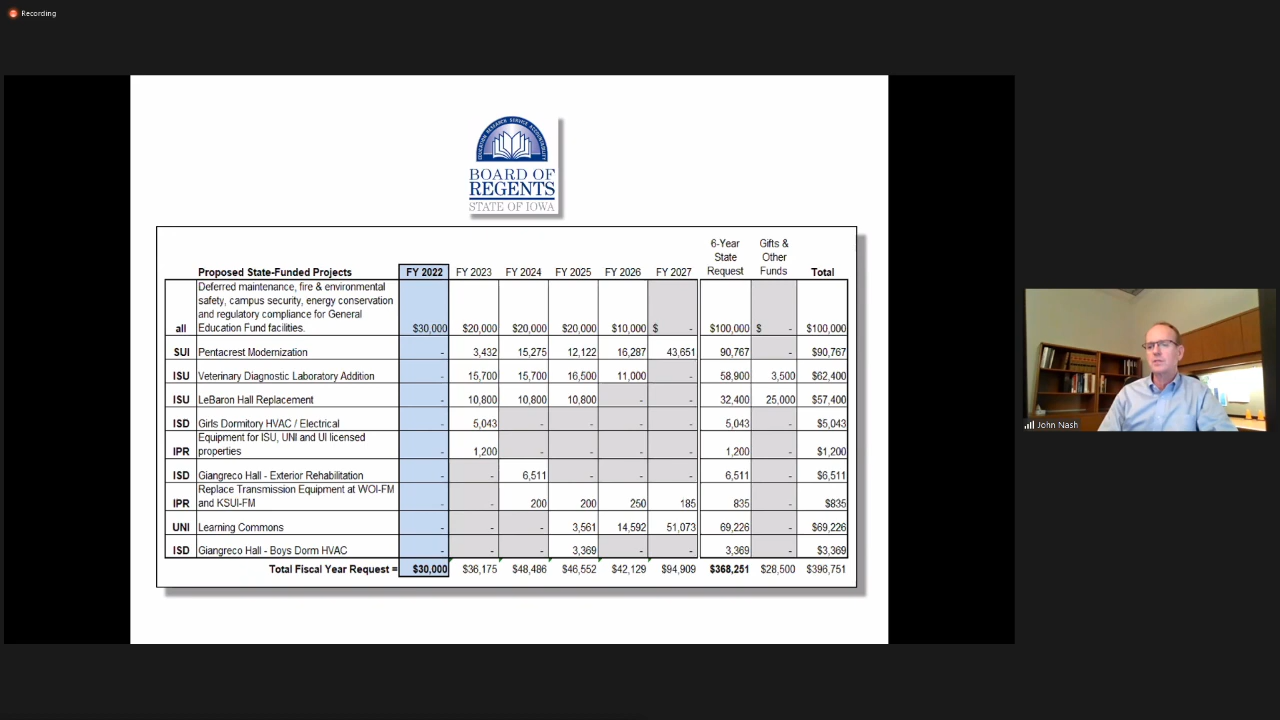 Recording
EDUCATION RESEARCH SERVICE ACCOUNTABILITY
BOARD OF
REGENTS
STATE OF IOWA
6-Year Gifts &
State Other
Proposed State-Funded Projects FY 2022 FY 2023 FY 2024 FY 2025 FY 2026 FY 2027 Request Funds Total
Deferred maintenance, fire & environmental
safety, campus security, energy conservation
and regulatory compliance for General
all Education Fund facilities. $30,000 $20,000 $20,000 $20,000 $10,000 $ - $100,000 $ - $100,000
SUI Pentacrest Modernization - 3,432 15,275 12,122 16,287 43,651 90,767 - $90,767
ISU Veterinary Diagnostic Laboratory Addition - 15,700 15,700 16,500 11,000 - 58,900 3,500 $62,400
ISU LeBaron Hall Replacement - 10,800 10,800 10,800 - - 32,400 25,000 $57,400
ISD Girls Dormitory HVAC / Electrical - 5,043 - - - - 5,043 - $5,043
Equipment for ISU, UNI and UI licensed
IPR properties - 1,200 - - - - 1,200 - $1,200
ISD Giangreco Hall - Exterior Rehabilitation - - 6,511 - - - 6,511 - $6,511
Replace Transmission Equipment at WOI-FM
IPR and KSUI-FM - - 200 200 250 185 835 - $835
UNI Learning Commons - - - 3,561 14,592 51,073 69,226 - $69,226
ISD Giangreco Hall - Boys Dorm HVAC - - - 3,369 - - 3,369 - $3,369
Total Fiscal Year Request = $30,000 $36,175 $48,486 $46,552 $42,129 $94,909 $368,251 $28,500 $396,751
John Nash